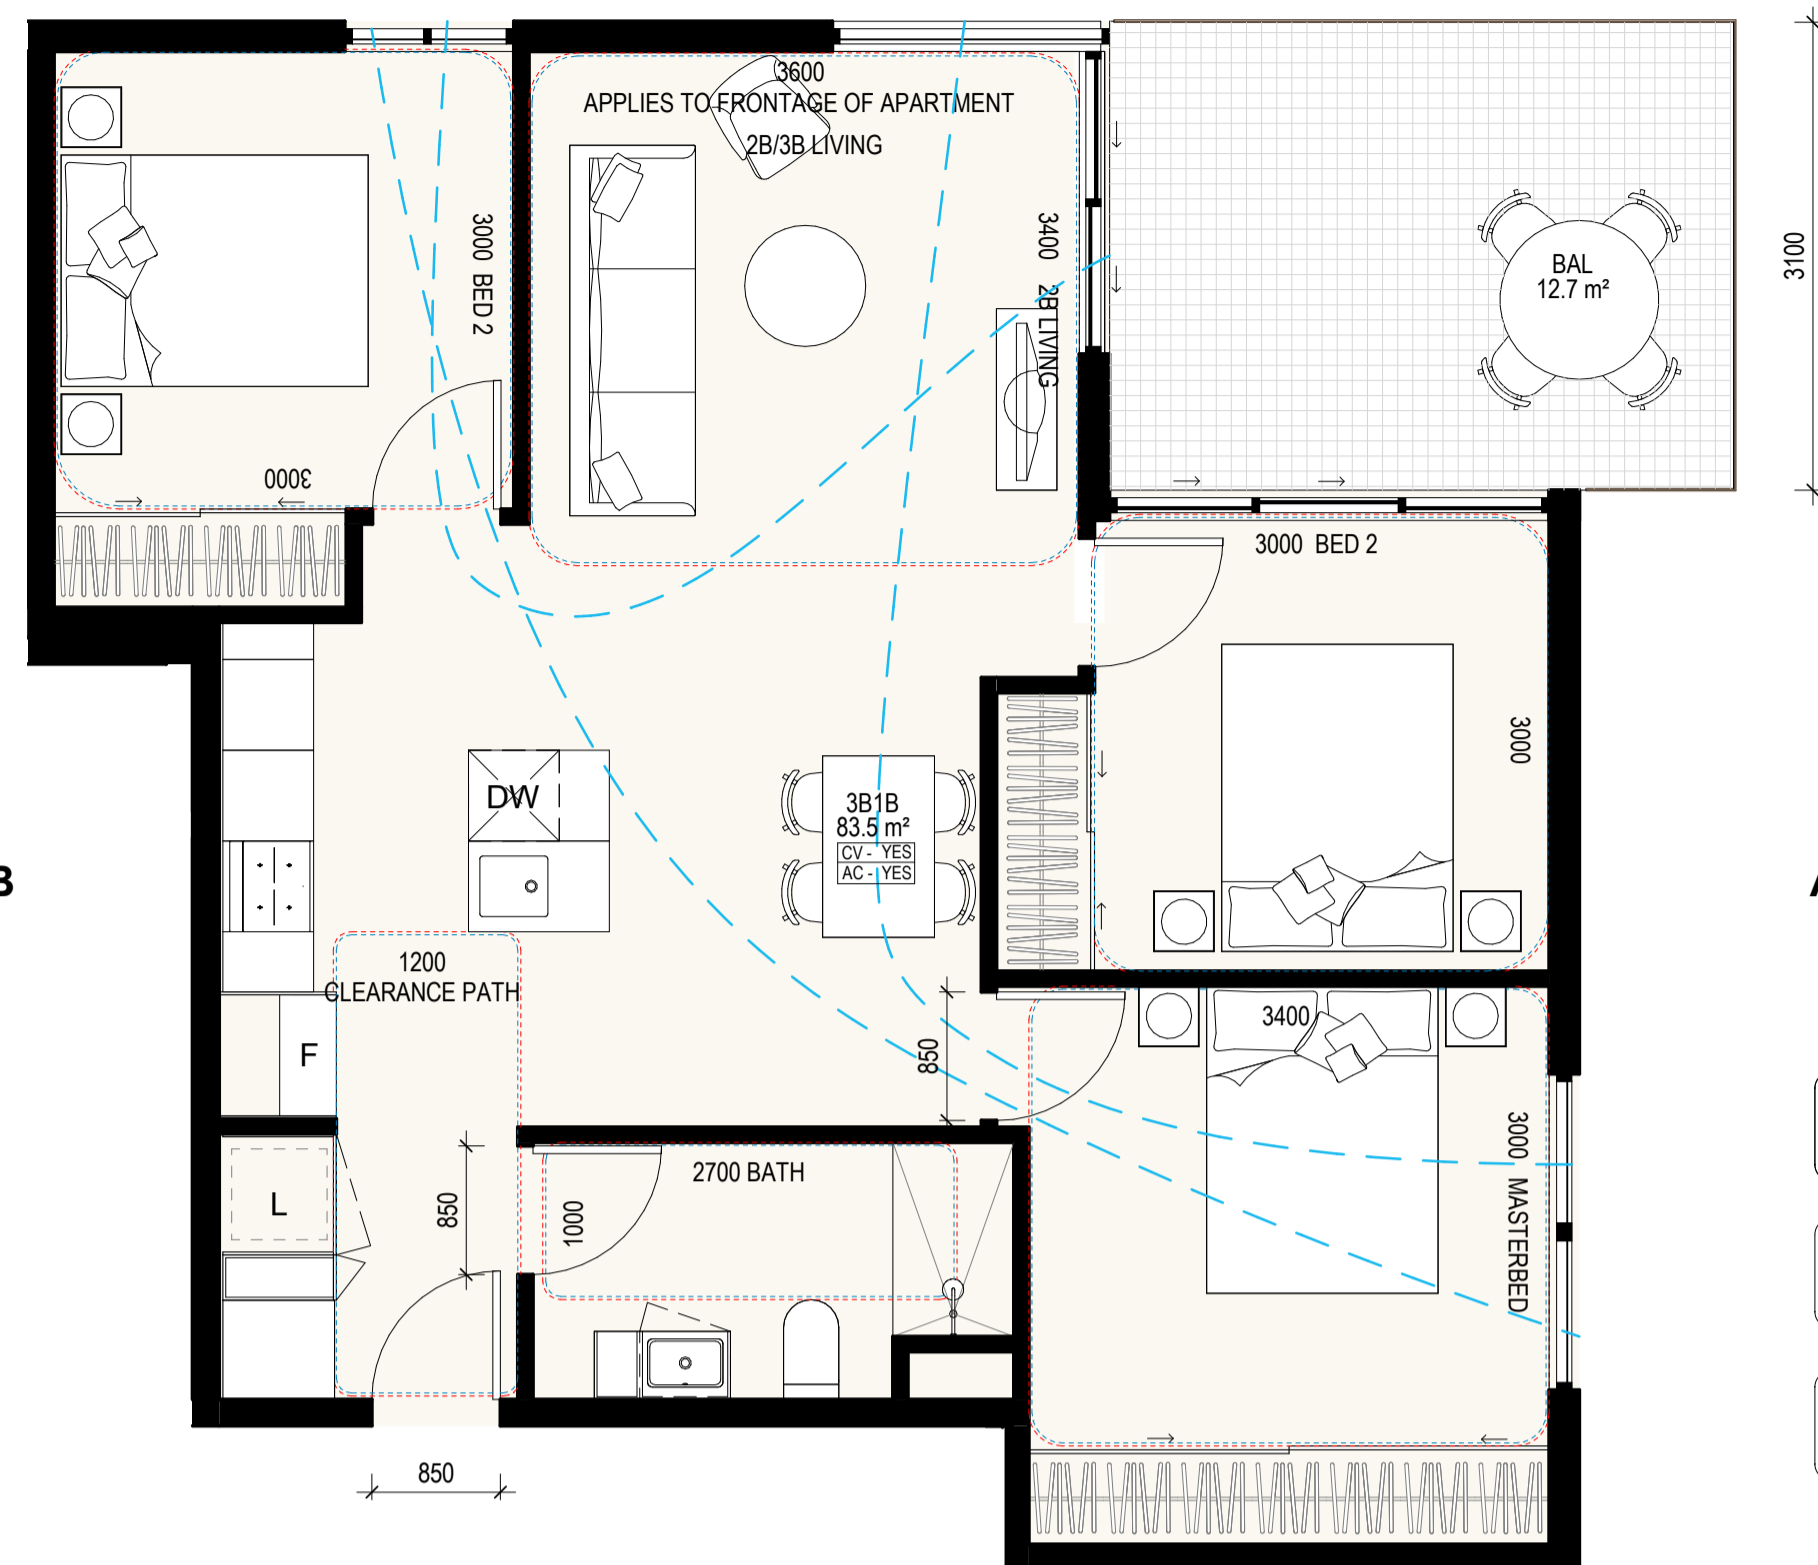 3600
APPLIES TO FRONTAGE OF APARTMENT
2B/3B LIVING
3000 BED 2
3400 2B LIVING
3100
BAL
12.7 m²
3000
3000 BED 2
3000
DW
3B1B
83.5 m²
CV - YES
AC - YES
B
A
1200
CLEARANCE PATH
F
3400
850
3000 MASTERBED
2700 BATH
1000
850
L
850